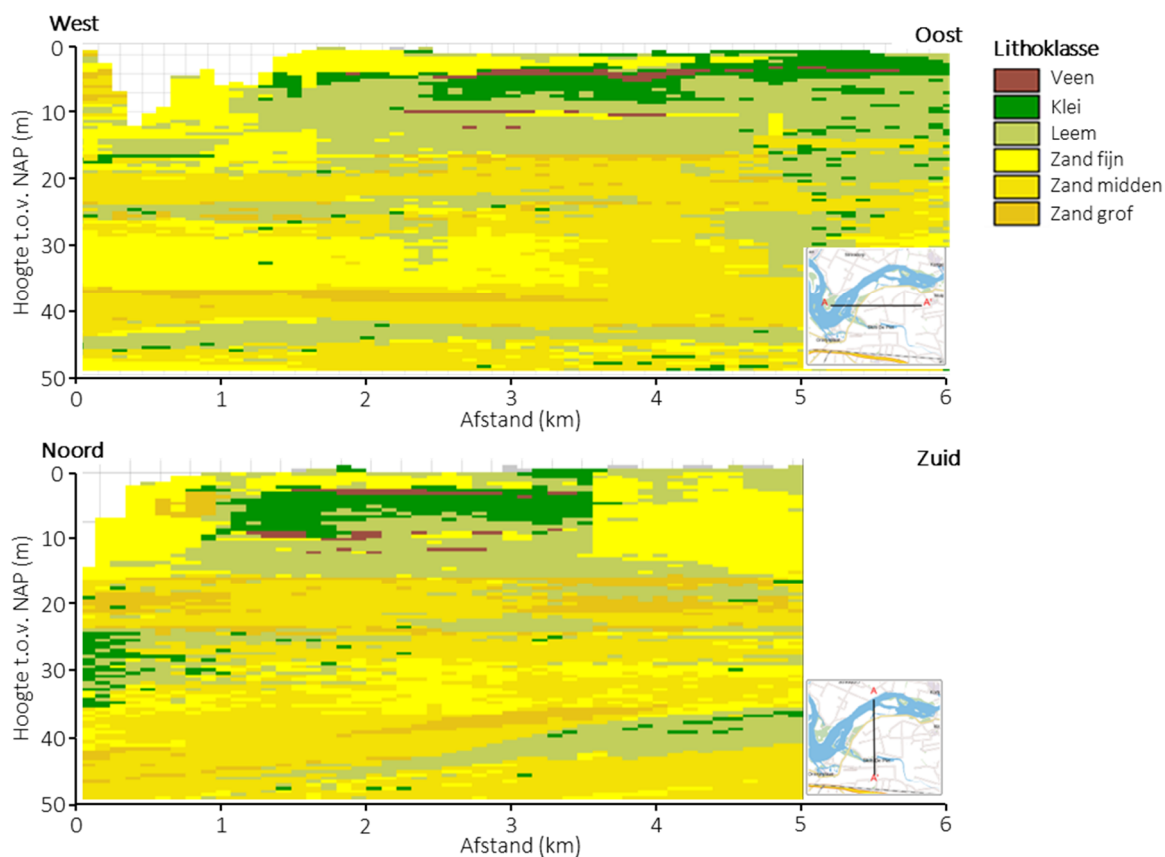 West
Oost
Hoogte t.o.v. NAP (m)
0
10
20
30
40
50
0
1
2
3
4
5
6
Afstand (km)
A
A'
Lithoklasse
Veen
Klei
Leem
Zand fijn
Zand midden
Zand grof
Noord
Zuid
Hoogte t.o.v. NAP (m)
0
10
20
30
40
50
0
1
2
3
4
5
6
Afstand (km)
A
A'